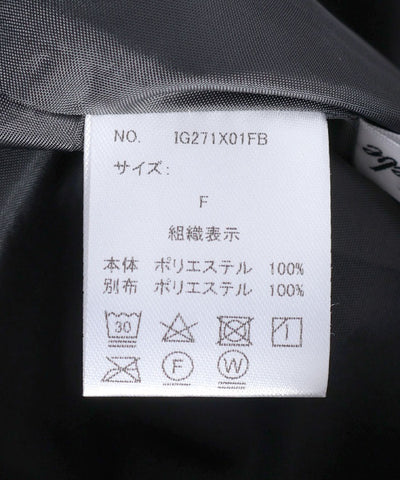 NO. IG271X01FB
サイズ:
F
組織表示
本体 ポリエステル 100%
別布 ポリエステル 100%
30
F W